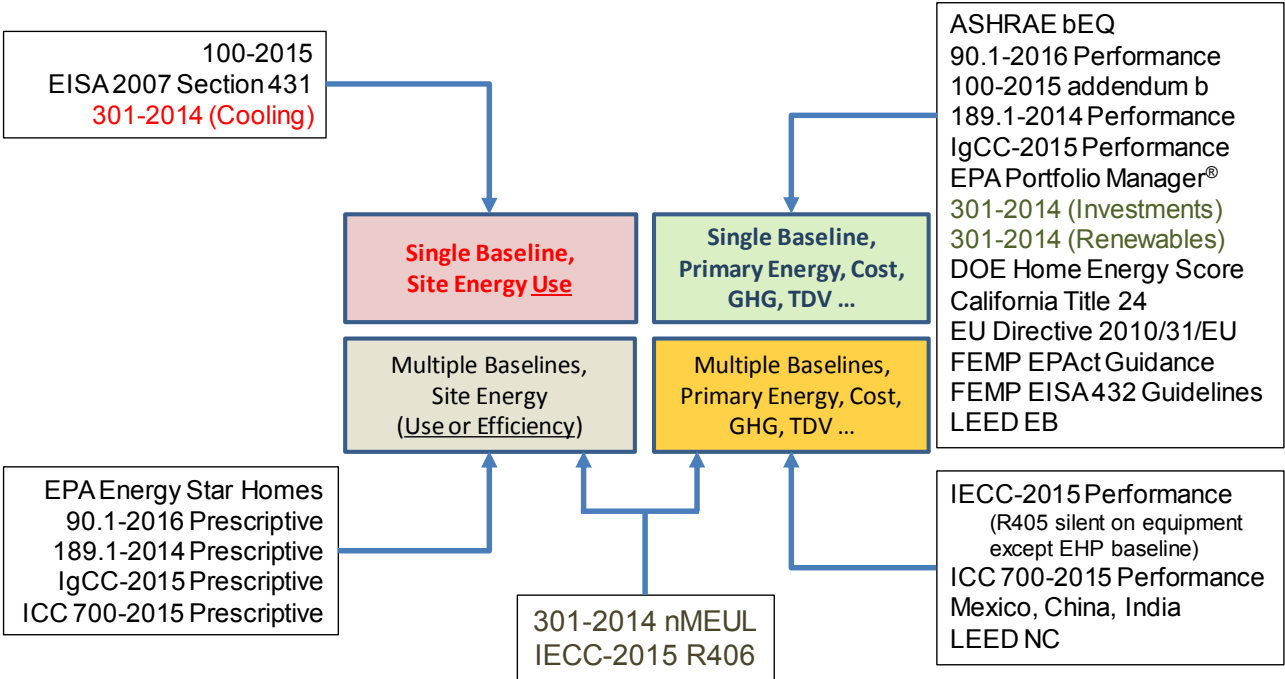 100-2015
EISA 2007 Section 431
301-2014 (Cooling)
ASHRAE bEQ
90.1-2016 Performance
100-2015 addendum b
189.1-2014 Performance
IgCC-2015 Performance
EPA Portfolio Manager®
301-2014 (Investments)
301-2014 (Renewables)
DOE Home Energy Score
California Title 24
EU Directive 2010/31/EU
FEMP EPAct Guidance
FEMP EISA 432 Guidelines
LEED EB
Single Baseline,
Site Energy Use
Single Baseline,
Primary Energy, Cost,
GHG, TDV ...
Multiple Baselines,
Site Energy
(Use or Efficiency)
Multiple Baselines,
Primary Energy, Cost,
GHG, TDV ...
EPA Energy Star Homes
90.1-2016 Prescriptive
189.1-2014 Prescriptive
IgCC-2015 Prescriptive
ICC 700-2015 Prescriptive
301-2014 nMEUL
IECC-2015 R406
IECC-2015 Performance
(R405 silent on equipment
except EHP baseline)
ICC 700-2015 Performance
Mexico, China, India
LEED NC